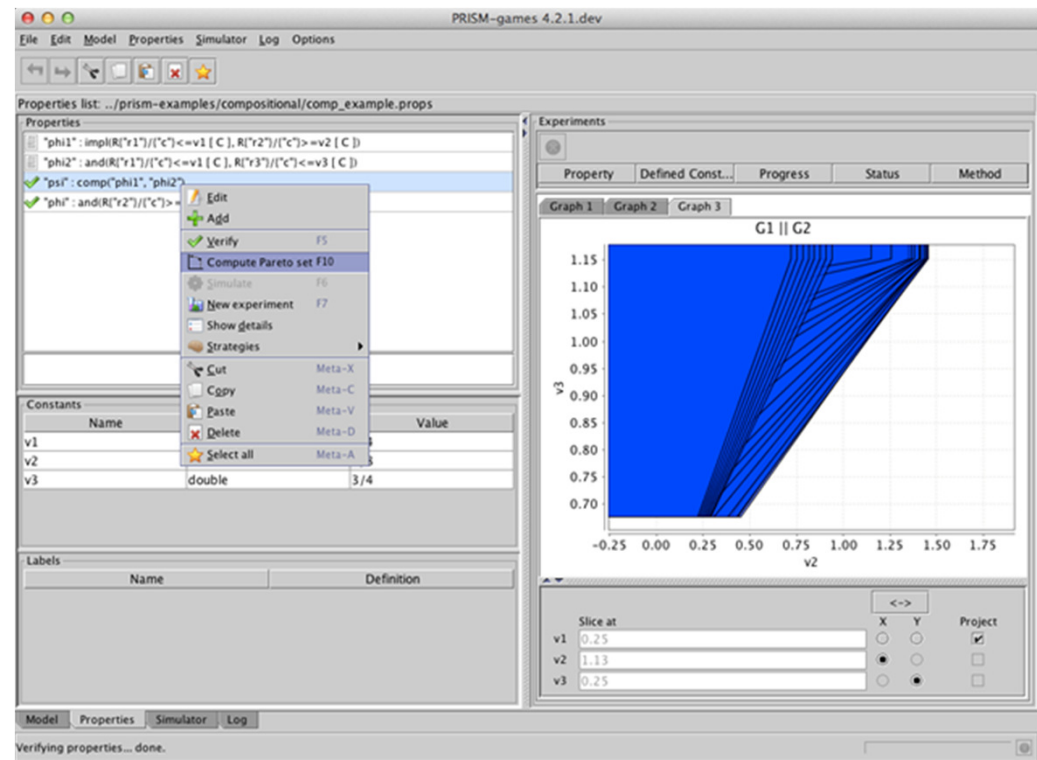 PRISM-games 4.2.1.dev
File Edit Model Properties Simulator Log Options
Properties list: ../prism-examples/compositional/comp_example.props
Properties
"phi1" : impl(R{"r1"}/{"c"}<=v1 [ C ], R{"r2"}/{"c"}>=v2 [ C ])
"phi2" : and(R{"r1"}/{"c"}<=v1 [ C ], R{"r3"}/{"c"}<=v3 [ C ])
"psi" : comp("phi1", "phi2")
"phi" : and(R{"r2"}/{"c"}>=
Edit
Add
Verify F5
Compute Pareto set F10
Simulate F6
New experiment F7
Show details
Strategies
Cut Meta-X
Copy Meta-C
Paste Meta-V
Delete Meta-D
Select all Meta-A
Constants
Name Value
v1
v2
v3 double 3/4
Labels
Name Definition
Experiments
Property Defined Const... Progress Status Method
Graph 1 Graph 2 Graph 3
G1 || G2
1.15
1.10
1.05
1.00
0.95
0.90
0.85
0.80
0.75
0.70
v3
-0.25 0.00 0.25 0.50 0.75 1.00 1.25 1.50 1.75
v2
<->
Slice at X Y Project
v1 0.25
v2 1.13
v3 0.25
Model Properties Simulator Log
Verifying properties... done.